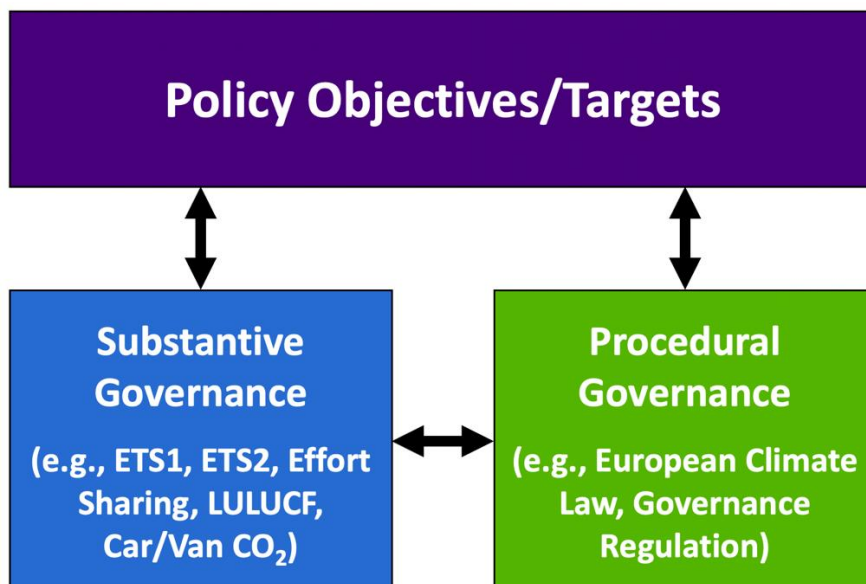 Policy Objectives/Targets
Substantive
Governance
(e.g., ETS1, ETS2, Effort
Sharing, LULUCF,
Car/Van CO₂)
Procedural
Governance
(e.g., European Climate
Law, Governance
Regulation)